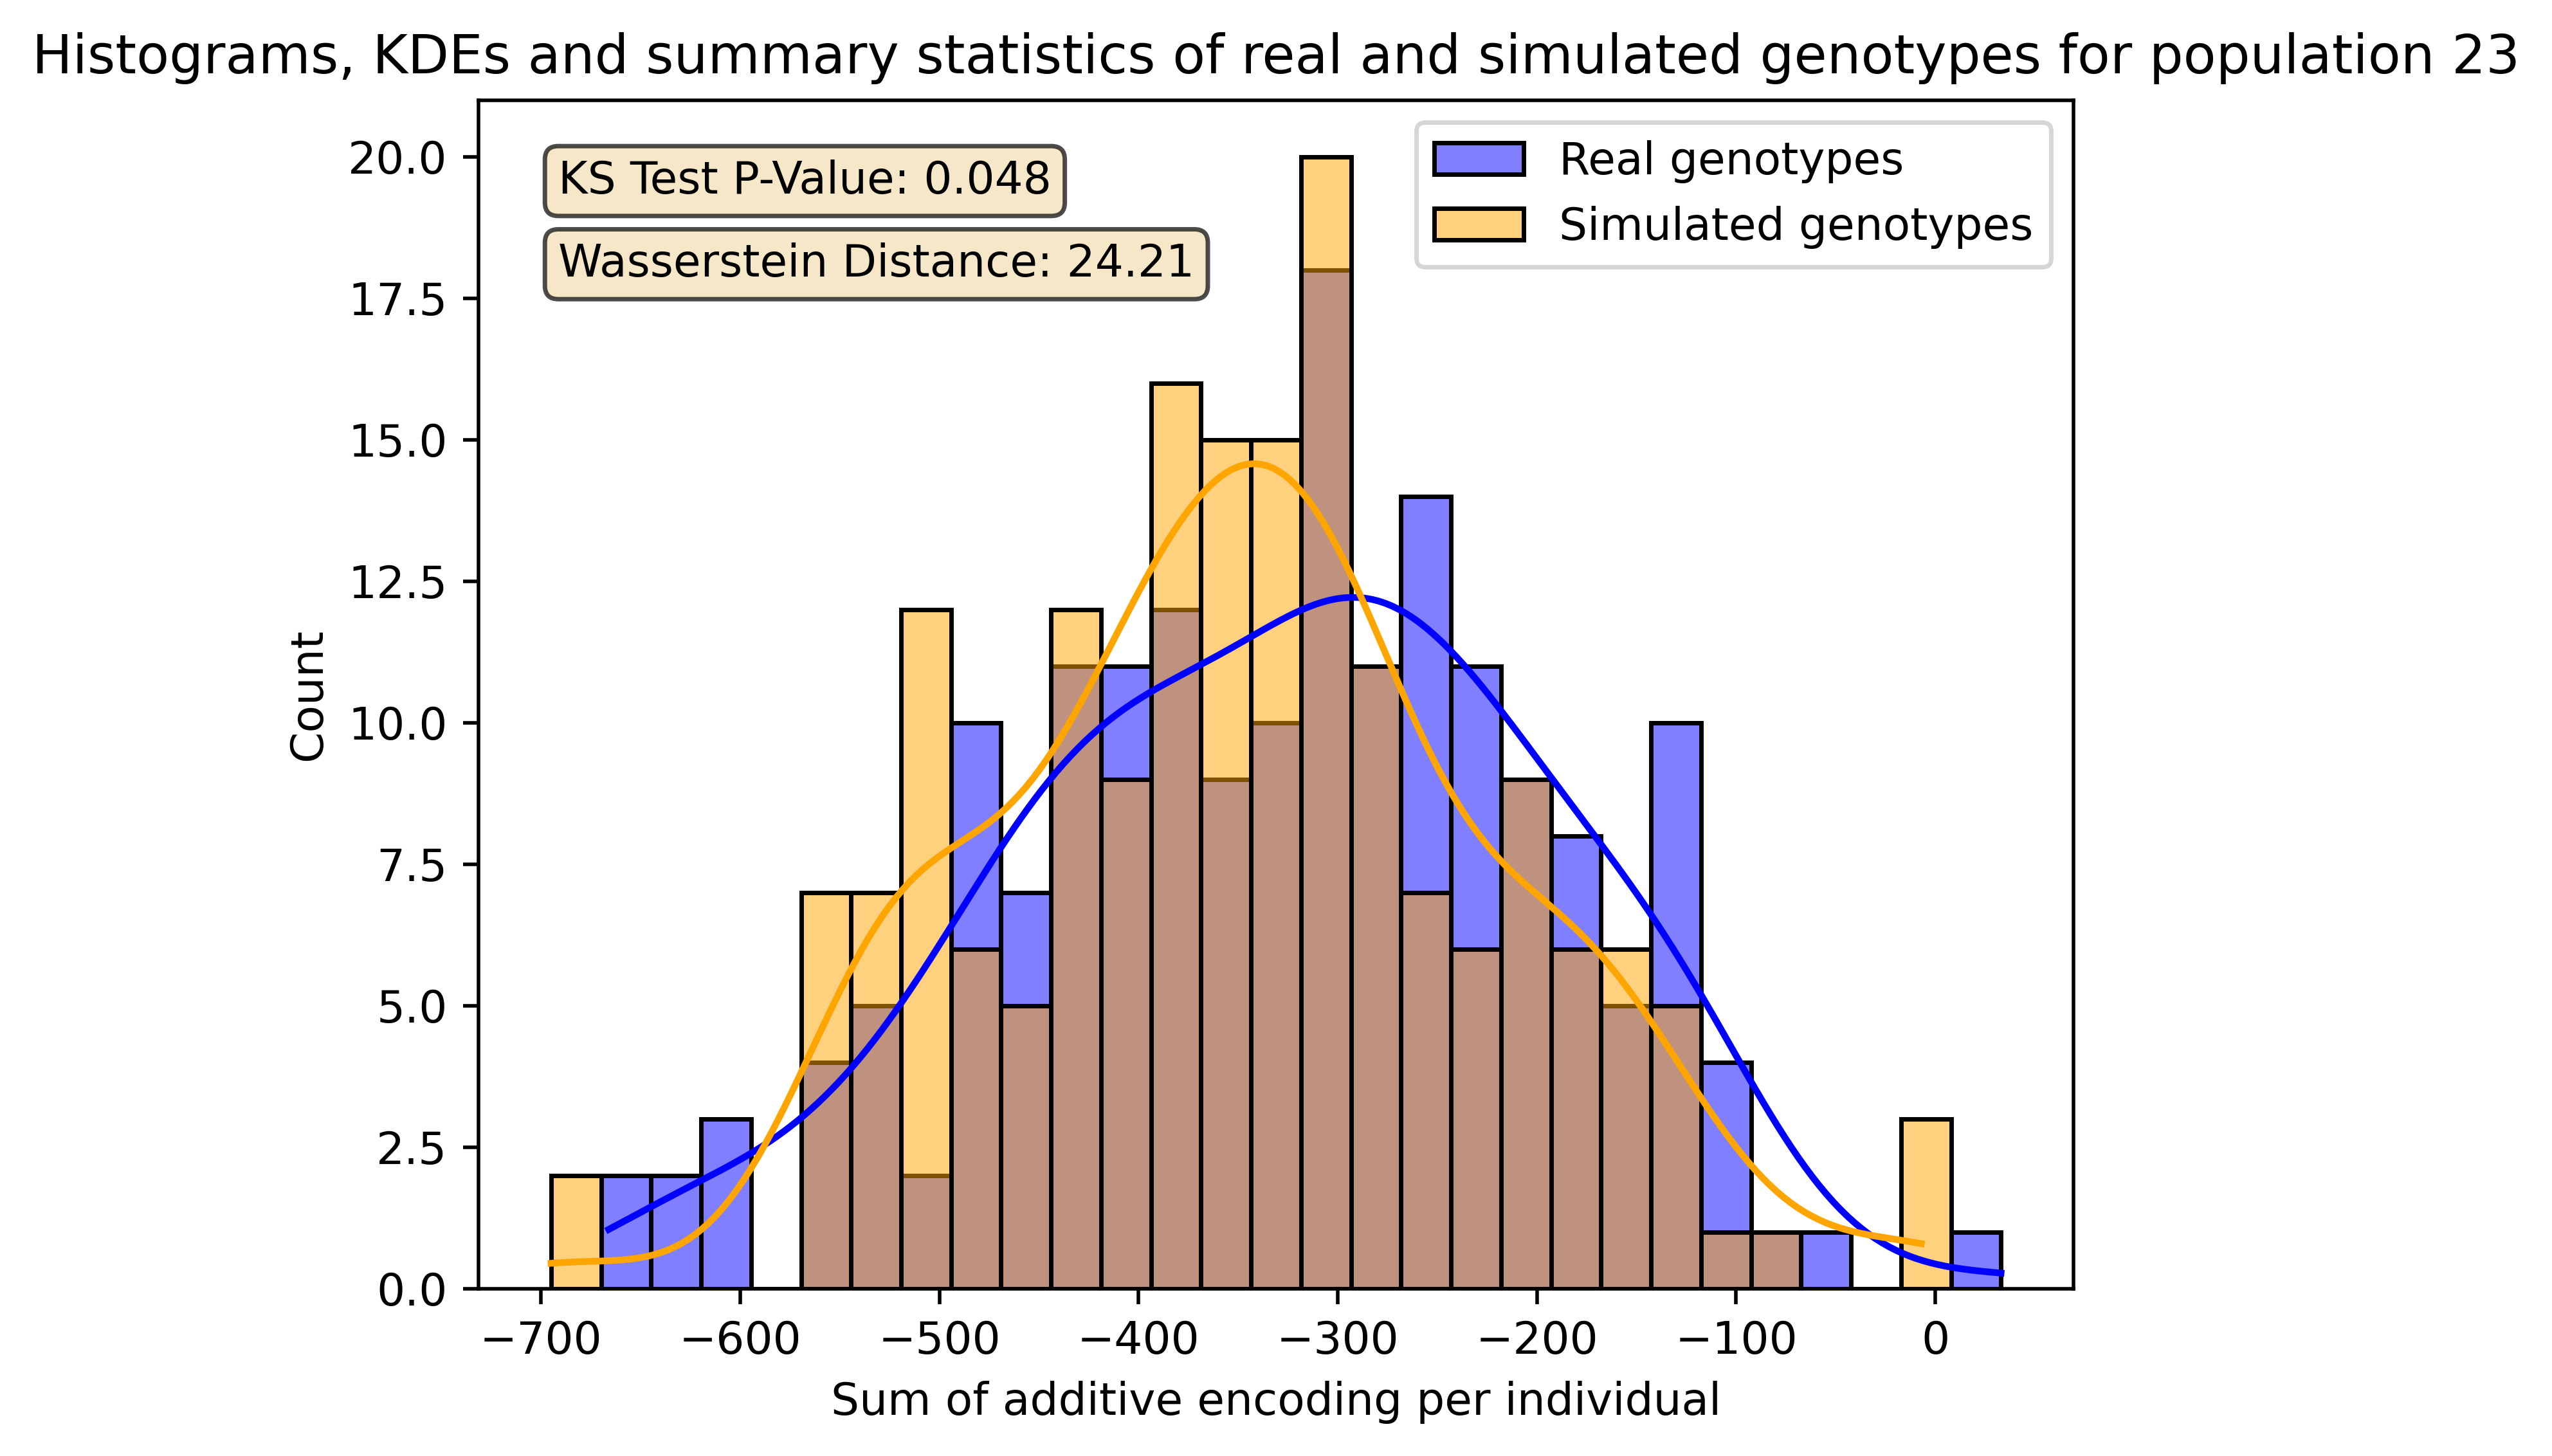 Histograms, KDEs and summary statistics of real and simulated genotypes for population 23
KS Test P-Value: 0.048
Wasserstein Distance: 24.21
Real genotypes
Simulated genotypes
20.0
17.5
15.0
12.5
10.0
7.5
5.0
2.5
0.0
Count
−700 −600 −500 −400 −300 −200 −100 0
Sum of additive encoding per individual